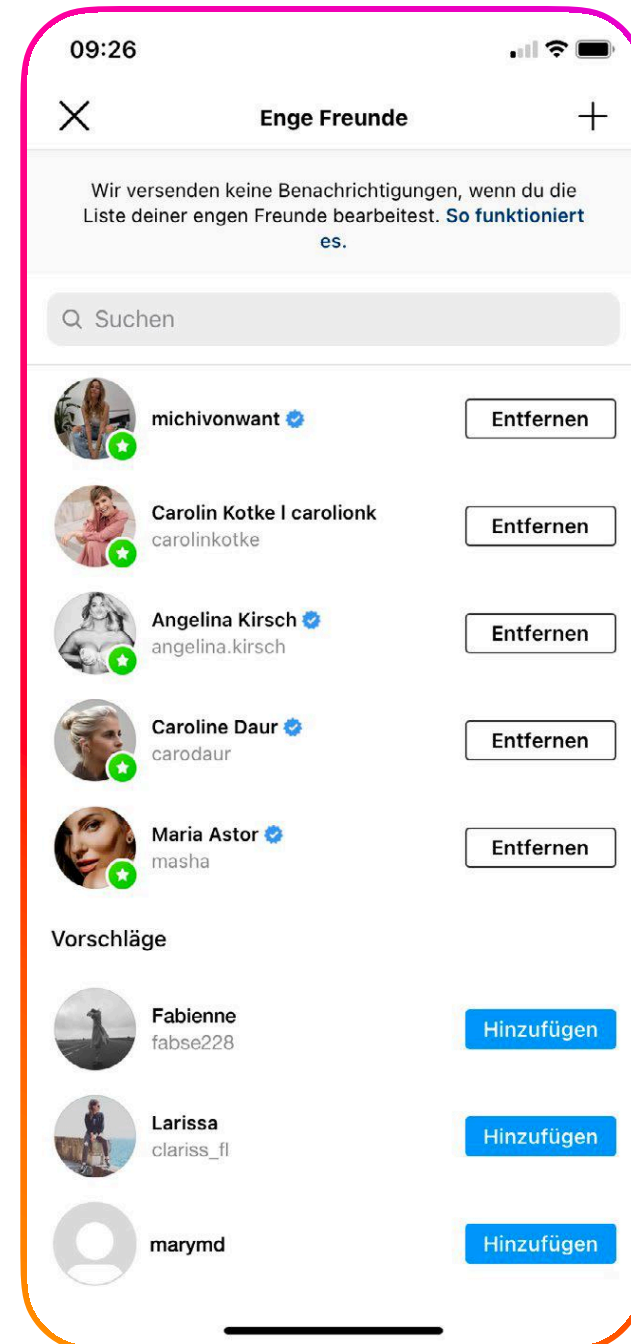 09:26
Enge Freunde
Wir versenden keine Benachrichtigungen, wenn du die
Liste deiner engen Freunde bearbeitest. So funktioniert
es.
Suchen
michivonwant
Entfernen
Carolin Kotke l carolionk
carolinkotke
Entfernen
Angelina Kirsch
angelina.kirsch
Entfernen
Caroline Daur
carodaur
Entfernen
Maria Astor
masha
Entfernen
Vorschläge
Fabienne
fabse228
Hinzufügen
Larissa
clariss_fl
Hinzufügen
marymd
Hinzufügen